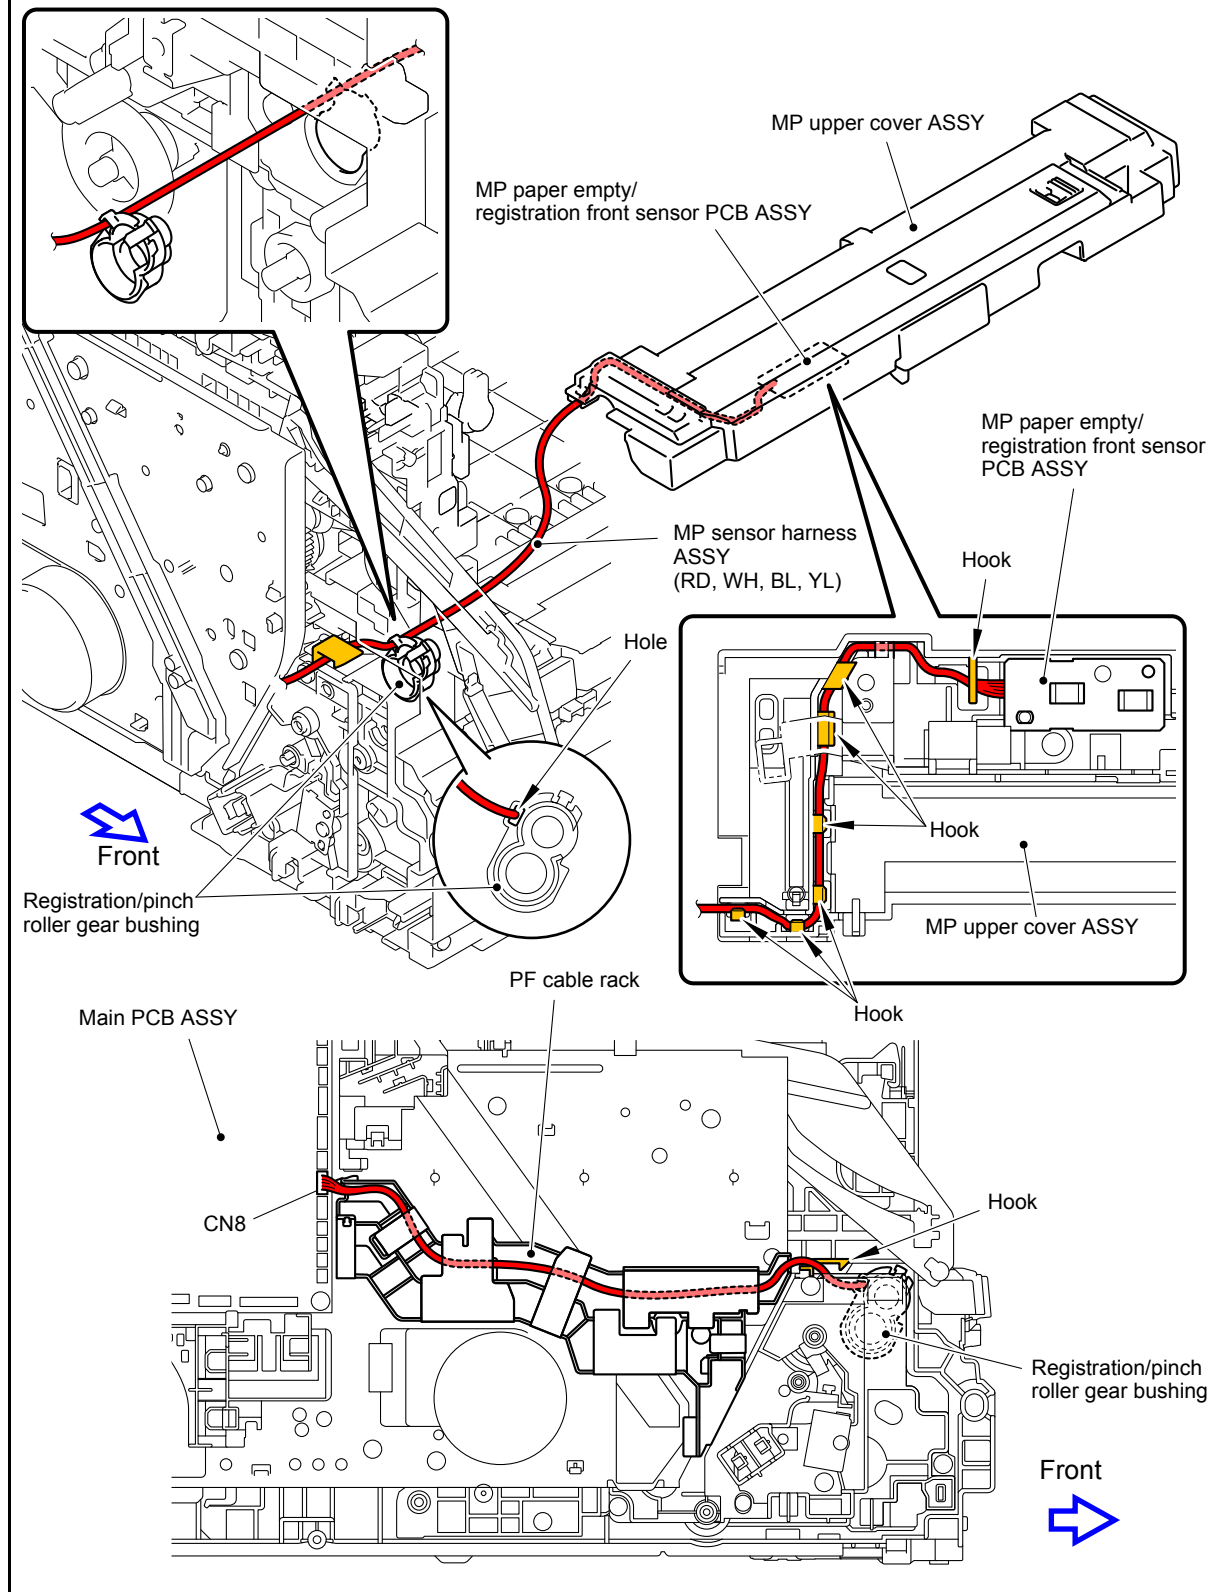 MP upper cover ASSY
MP paper empty/
registration front sensor PCB ASSY
MP paper empty/
registration front sensor
PCB ASSY
MP sensor harness
ASSY
(RD, WH, BL, YL)
Hook
Hole
Hook
Front
Registration/pinch
roller gear bushing
MP upper cover ASSY
Hook
PF cable rack
Main PCB ASSY
CN8
Hook
Registration/pinch
roller gear bushing
Front